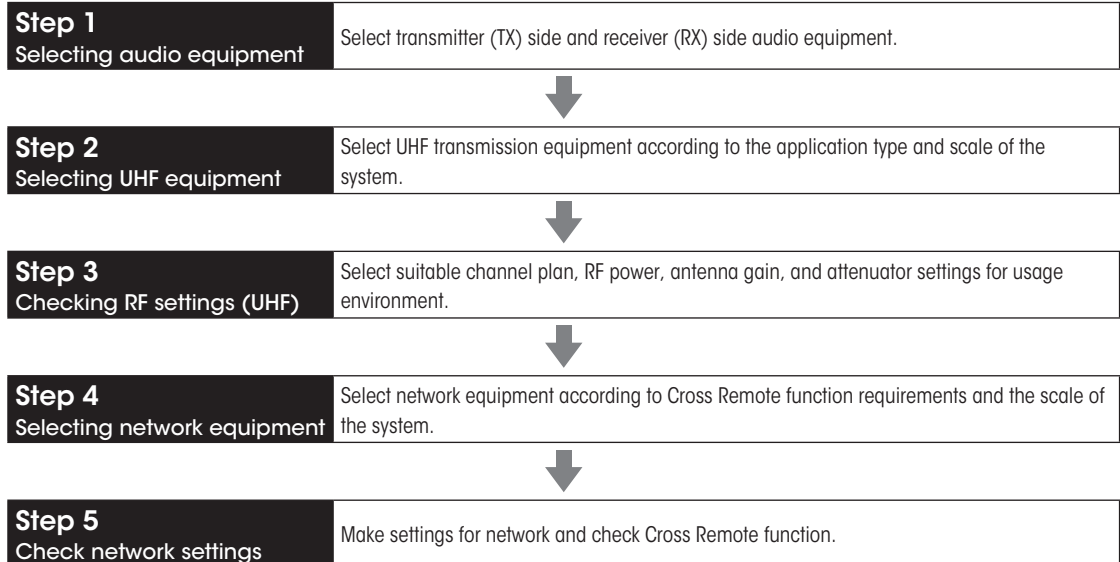 Step 1
Selecting audio equipment
Select transmitter (TX) side and receiver (RX) side audio equipment.
Step 2
Selecting UHF equipment
Select UHF transmission equipment according to the application type and scale of the
system.
Step 3
Checking RF settings (UHF)
Select suitable channel plan, RF power, antenna gain, and attenuator settings for usage
environment.
Step 4
Selecting network equipment
Select network equipment according to Cross Remote function requirements and the scale of
the system.
Step 5
Check network settings
Make settings for network and check Cross Remote function.